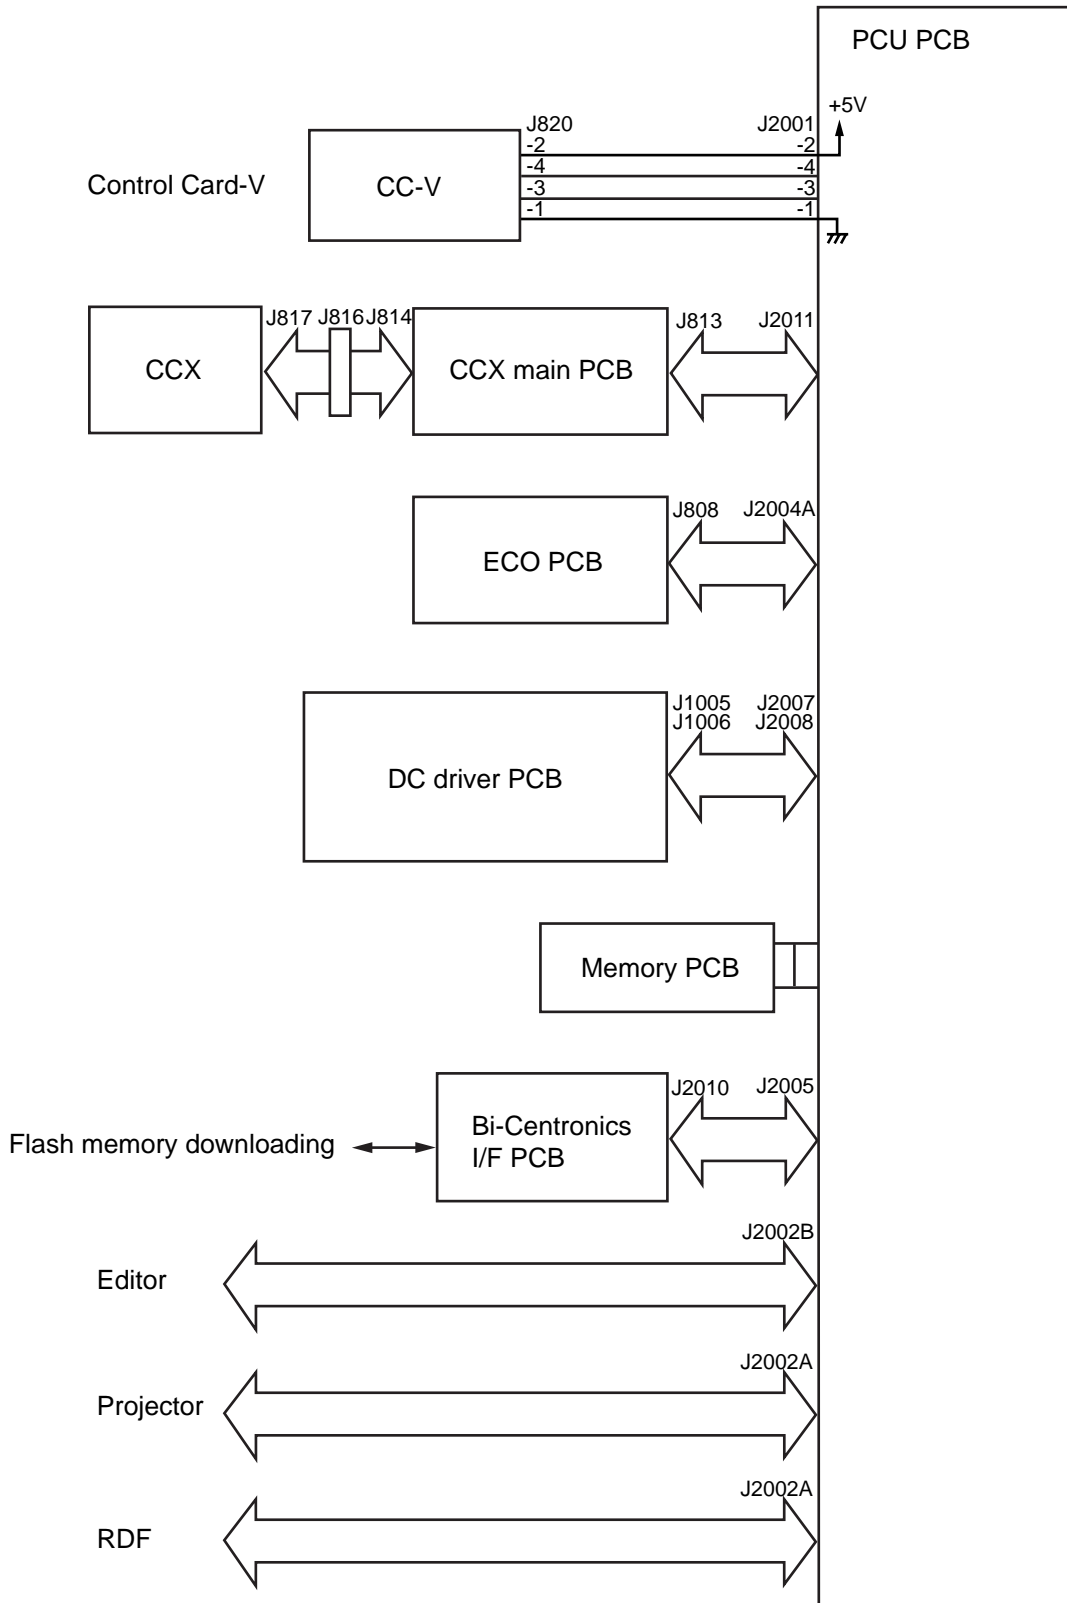 PCU PCB
+5V
J820 J2001
-2 -2
-4 -4
-3 -3
-1 -1
Control Card-V
CC-V
J817 J816 J814
J813 J2011
CCX
CCX main PCB
J808 J2004A
ECO PCB
J1005 J2007
J1006 J2008
DC driver PCB
Memory PCB
J2010 J2005
Bi-Centronics
I/F PCB
Flash memory downloading
J2002B
Editor
J2002A
Projector
J2002A
RDF